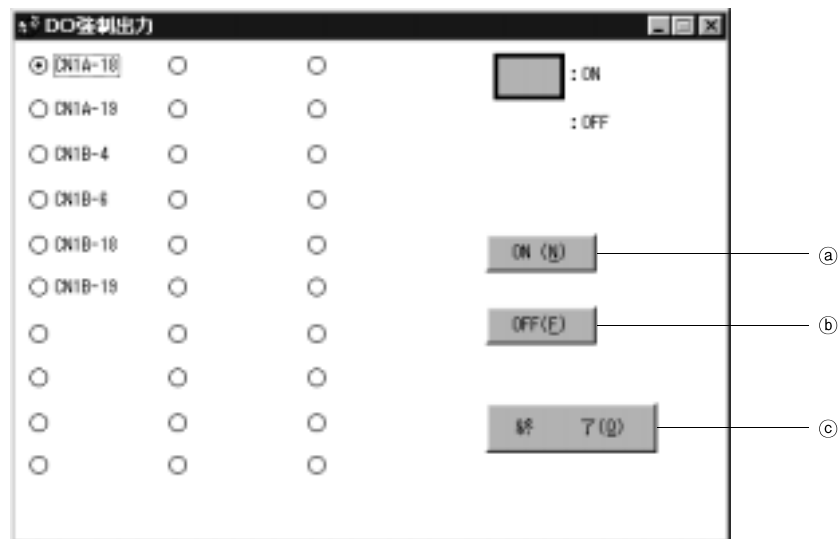 DO強制出力
CN1A-18
CN1A-19
CN1B-4
CN1B-6
CN1B-18
CN1B-19
: ON
: OFF
ON (N)
OFF(F)
終 了(Q)
ⓐ
ⓑ
ⓒ